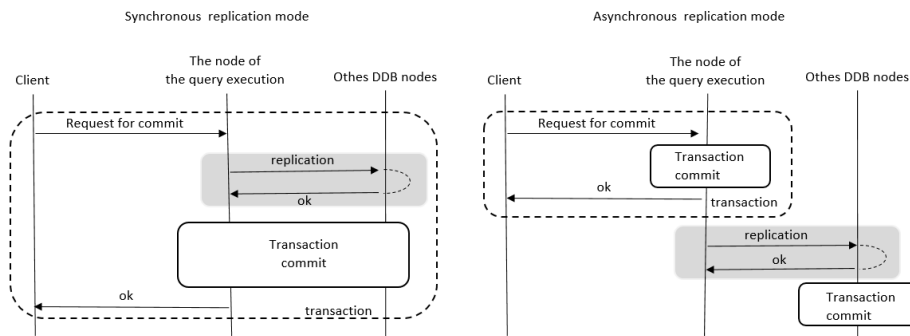 Synchronous replication mode
Client
The node of
the query execution
Othes DDB nodes
Request for commit
replication
ok
Transaction
commit
ok
transaction
Asynchronous replication mode
Client
The node of
the query execution
Othes DDB nodes
Request for commit
Transaction
commit
ok
transaction
replication
ok
Transaction
commit